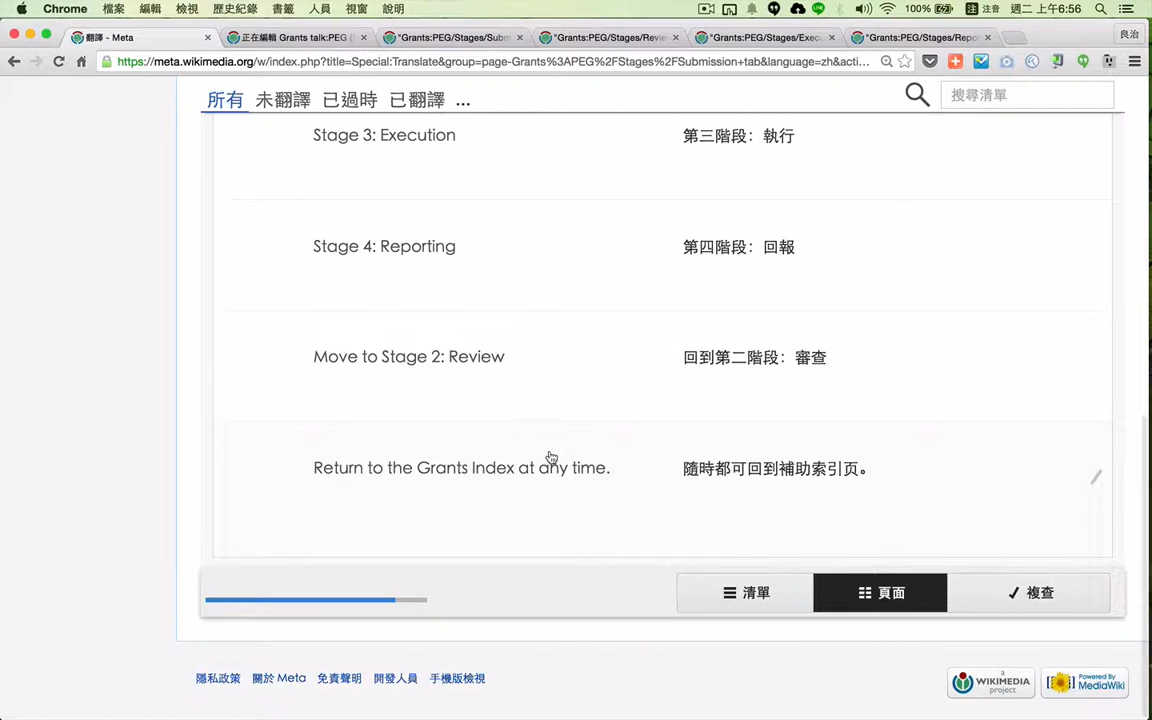 Chrome 檔案 編輯 檢視 歷史紀錄 書籤 人員 視窗 說明 100% 注音 週二 上午6:56
翻譯 - Meta 正在編輯 Grants talk:PEG ( "Grants:PEG/Stages/Subm "Grants:PEG/Stages/Revie "Grants:PEG/Stages/Exec "Grants:PEG/Stages/Repo 良治
https://meta.wikimedia.org/w/index.php?title=Special:Translate&group=page-Grants%3APEG%2FStages%2FSubmission+tab&language=zh&acti...
所有 未翻譯 已過時 已翻譯 ... 搜尋清單
Stage 3: Execution 第三階段：執行
Stage 4: Reporting 第四階段：回報
Move to Stage 2: Review 回到第二階段：審查
Return to the Grants Index at any time. 隨時都可回到補助索引页。
清單 頁面 複查
隱私政策 關於 Meta 免責聲明 開發人員 手機版檢視
a WIKIMEDIA project
Powered By MediaWiki